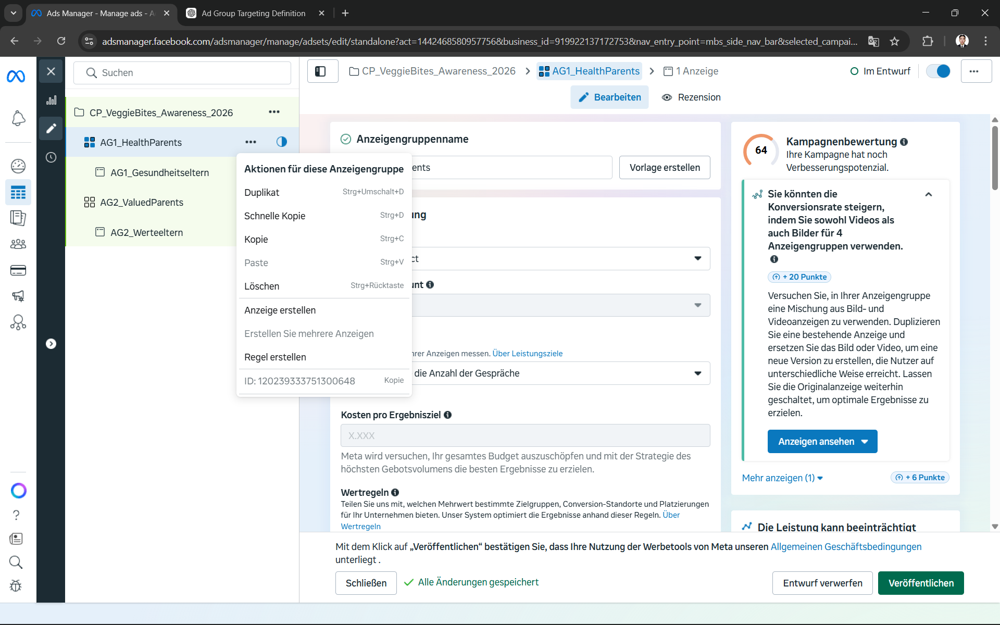 Ads Manager - Manage ads - A
Ad Group Targeting Definition
adsmanager.facebook.com/adsmanager/manage/adsets/edit/standalone?act=1442468580957756&business_id=919922137172753&nav_entry_point=mbs_side_nav_bar&selected_campai...
Suchen
CP_VeggieBites_Awareness_2026
AG1_HealthParents
AG1_Gesundheitseltern
AG2_ValuedParents
AG2_Werteeltern
Aktionen für diese Anzeigengruppe
Duplikat Strg+Umschalt+D
Schnelle Kopie Strg+D
Kopie Strg+C
Paste Strg+V
Löschen Strg+Rücktaste
Anzeige erstellen
Erstellen Sie mehrere Anzeigen
Regel erstellen
ID: 120239333751300648 Kopie
CP_VeggieBites_Awareness_2026 AG1_HealthParents 1 Anzeige
Im Entwurf
Bearbeiten Rezension
Anzeigengruppenname
ents
Vorlage erstellen
ung
ct
unt
hrer Anzeigen messen. Über Leistungsziele
die Anzahl der Gespräche
Kosten pro Ergebnisziel
X.XXX
Meta wird versuchen, Ihr gesamtes Budget auszuschöpfen und mit der Strategie des
höchsten Gebotsvolumens die besten Ergebnisse zu erzielen.
Wertregeln
Teilen Sie uns mit, welchen Mehrwert bestimmte Zielgruppen, Conversion-Standorte und Platzierungen
für Ihr Unternehmen bieten. Unser System optimiert die Ergebnisse anhand dieser Regeln. Über
Wertregeln
64
Kampagnenbewertung
Ihre Kampagne hat noch
Verbesserungspotenzial.
Sie könnten die
Konversionsrate steigern,
indem Sie sowohl Videos als
auch Bilder für 4
Anzeigengruppen verwenden.
+ 20 Punkte
Versuchen Sie, in Ihrer Anzeigengruppe
eine Mischung aus Bild- und
Videoanzeigen zu verwenden. Duplizieren
Sie eine bestehende Anzeige und
ersetzen Sie das Bild oder Video, um eine
neue Version zu erstellen, die Nutzer auf
unterschiedliche Weise erreicht. Lassen
Sie die Originalanzeige weiterhin
geschaltet, um optimale Ergebnisse zu
erzielen.
Anzeigen ansehen
Mehr anzeigen (1)
+ 6 Punkte
Die Leistung kann beeinträchtigt
Mit dem Klick auf „Veröffentlichen“ bestätigen Sie, dass Ihre Nutzung der Werbetools von Meta unseren Allgemeinen Geschäftsbedingungen
unterliegt .
Schließen
Alle Änderungen gespeichert
Entwurf verwerfen
Veröffentlichen